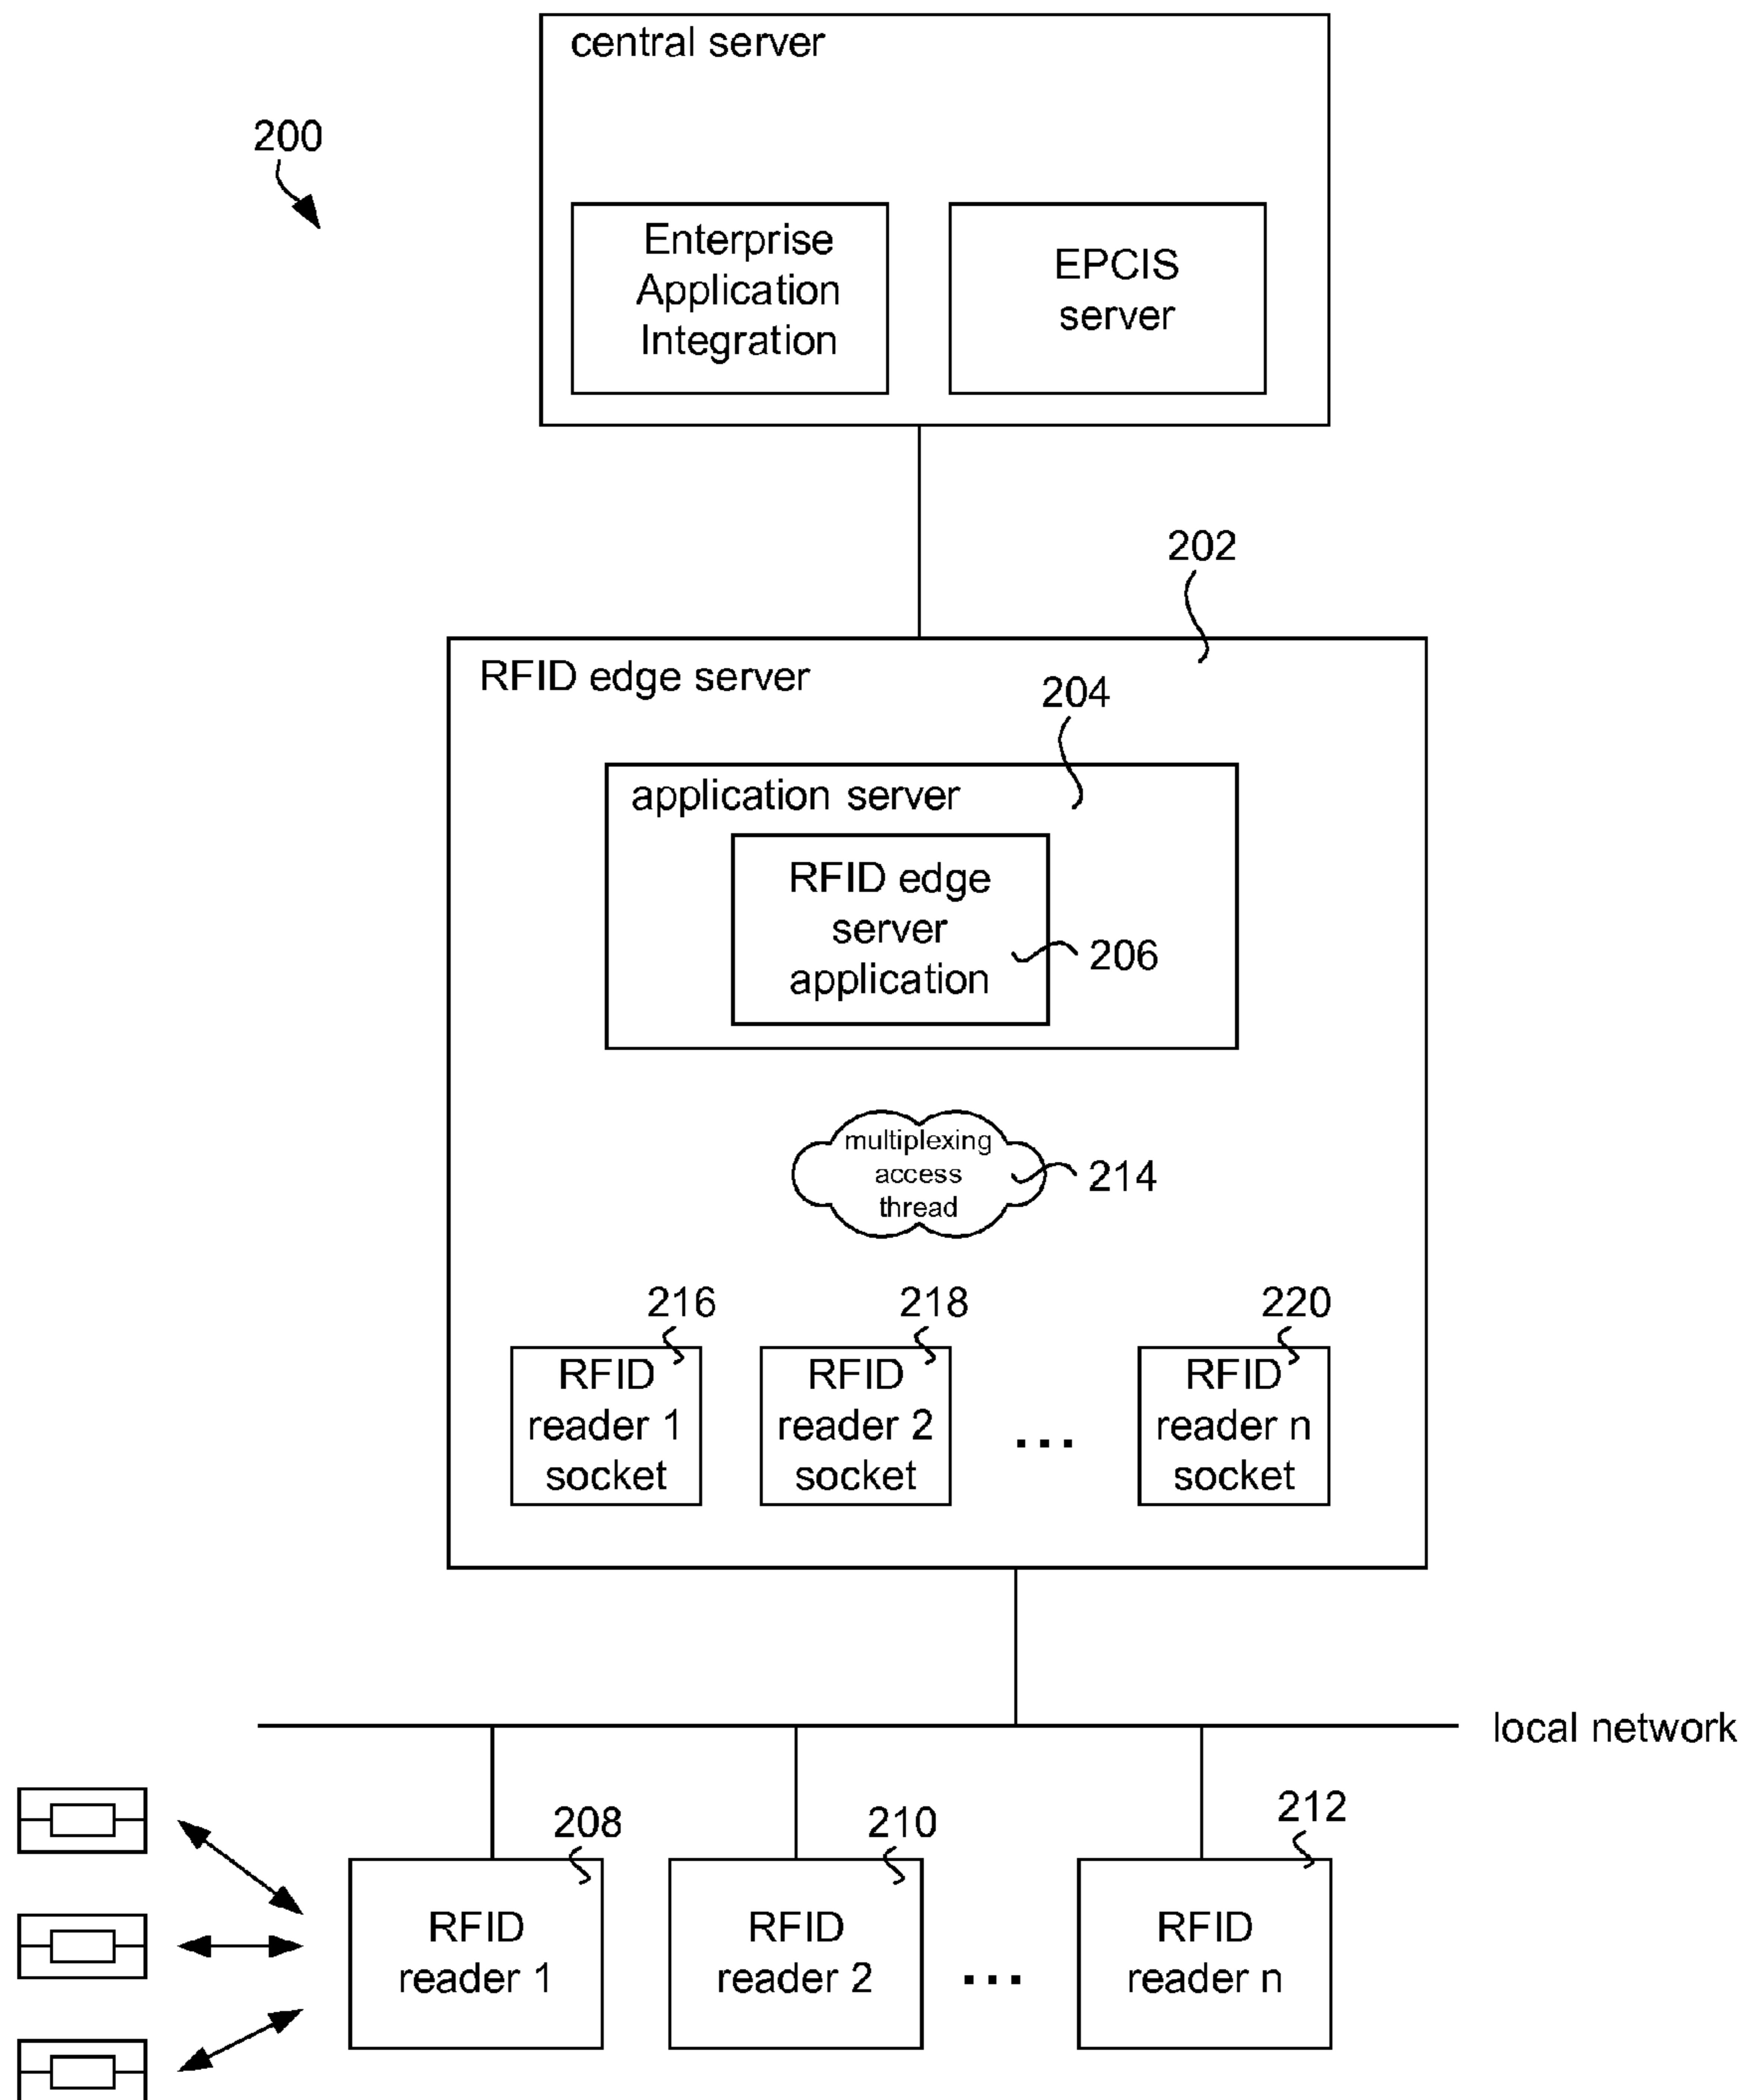 central server
200
Enterprise
Application
Integration
EPCIS
server
202
RFID edge server
204
application server
RFID edge
server
application
206
multiplexing
access
thread
214
216
218
220
RFID
reader 1
socket
RFID
reader 2
socket
...
RFID
reader n
socket
local network
208
210
212
RFID
reader 1
RFID
reader 2
...
RFID
reader n